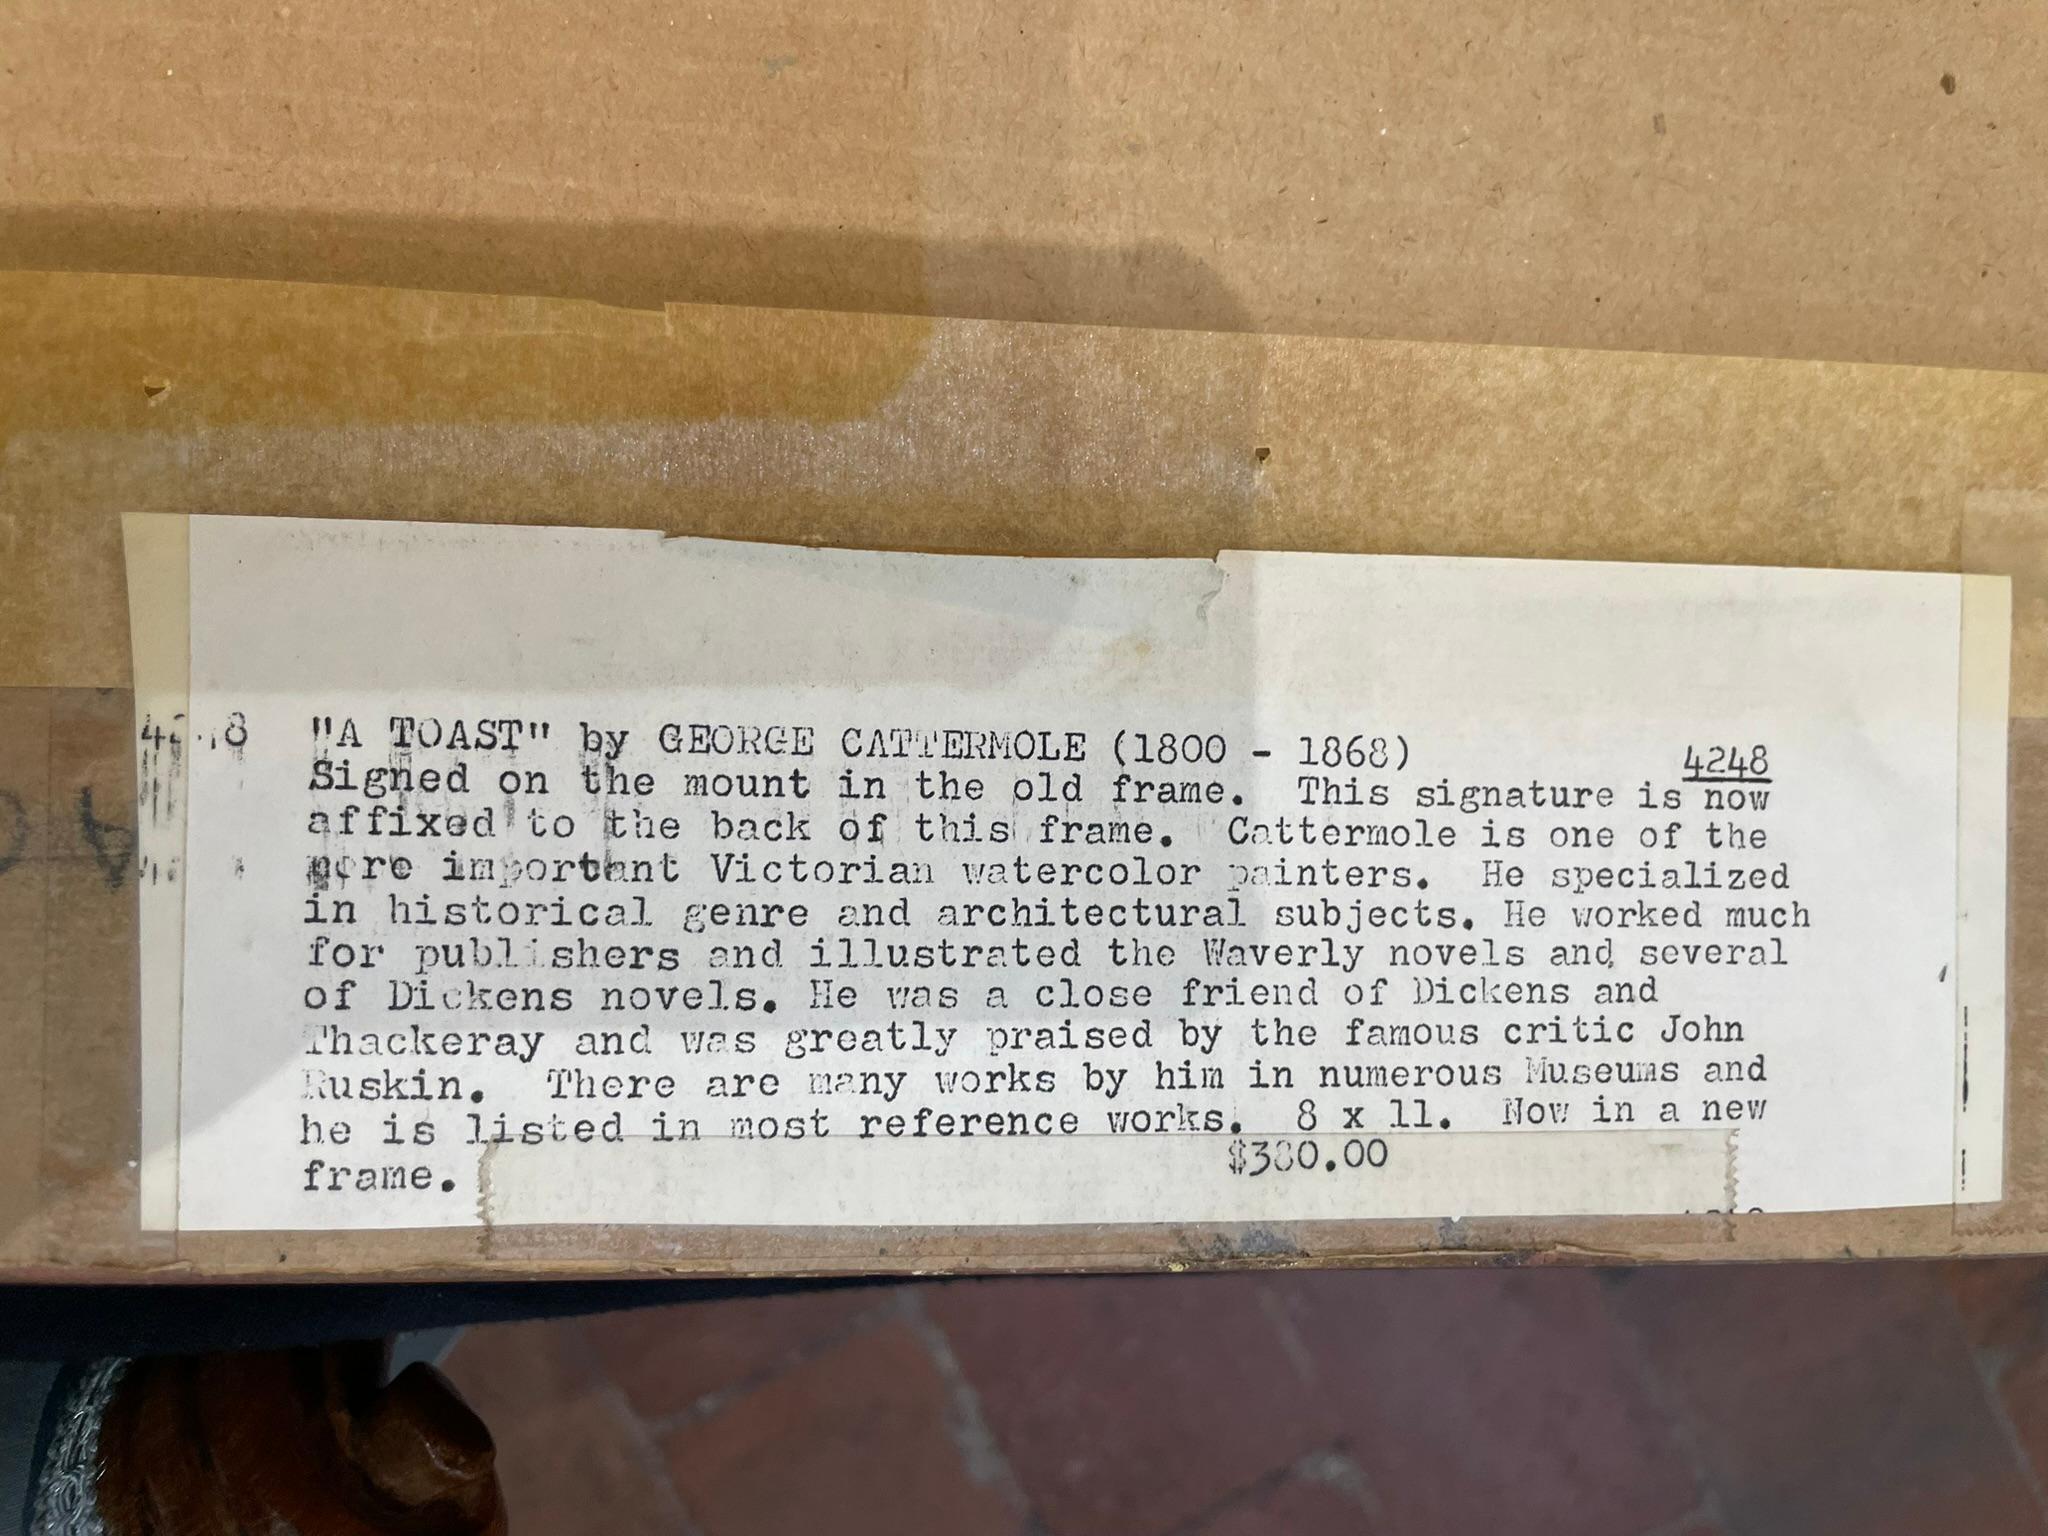 "A TOAST" by GEORGE CATTERMOLE (1800 - 1868) 4248
Signed on the mount in the old frame. This signature is now
affixed to the back of this frame. Cattermole is one of the
more important Victorian watercolor painters. He specialized
in historical genre and architectural subjects. He worked much
for publishers and illustrated the Waverly novels and several
of Dickens novels. He was a close friend of Dickens and
Thackeray and was greatly praised by the famous critic John
Ruskin. There are many works by him in numerous Museums and
he is listed in most reference works. 8 x 11. Now in a new
frame. $380.00